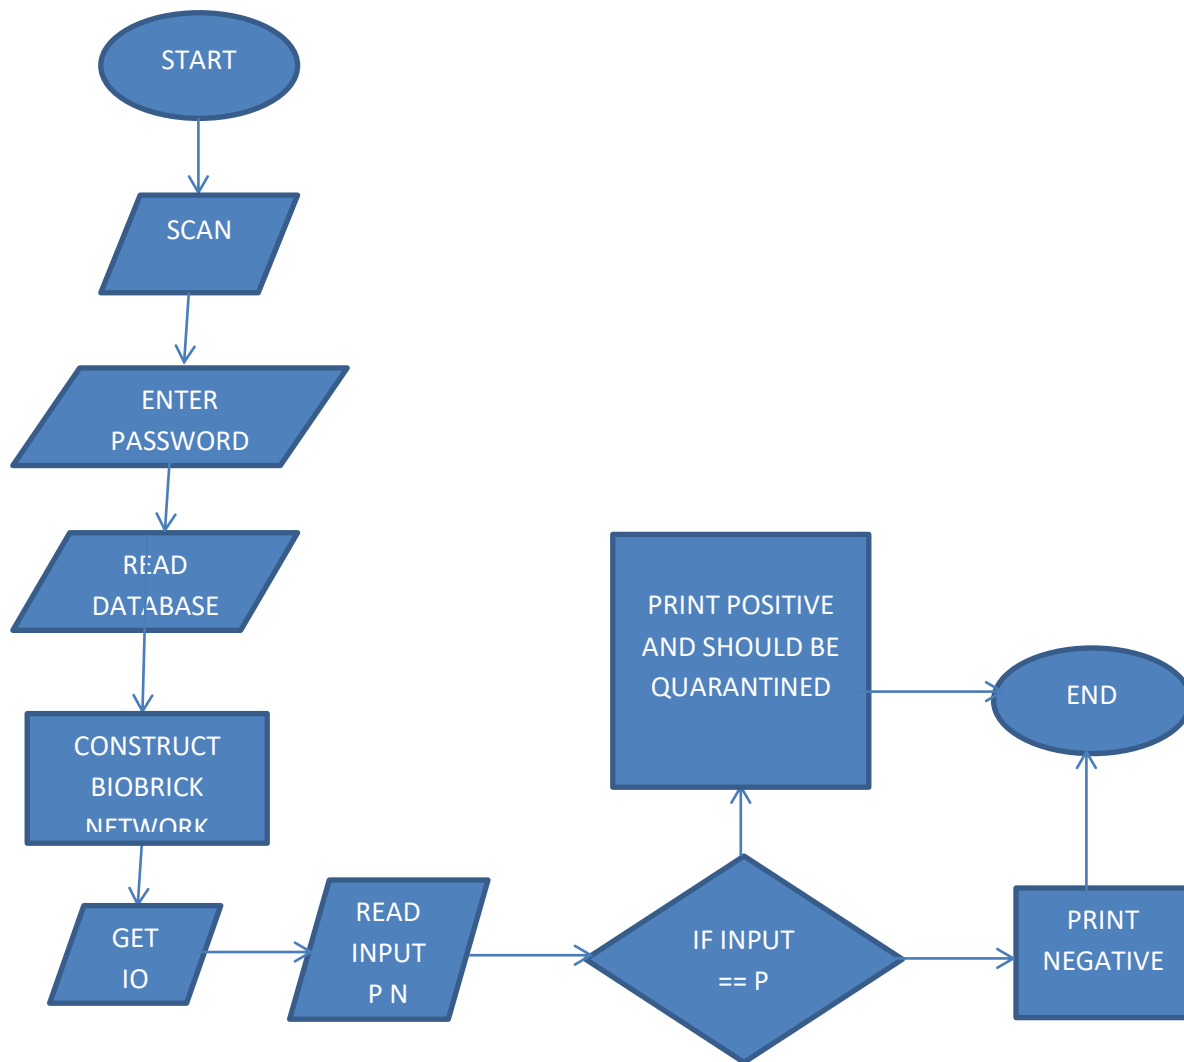 START
SCAN
ENTER
PASSWORD
READ
DATABASE
CONSTRUCT
BIOBRICK
NETWORK
GET
IO
READ
INPUT
P N
IF INPUT
== P
PRINT POSITIVE
AND SHOULD BE
QUARANTINED
PRINT
NEGATIVE
END